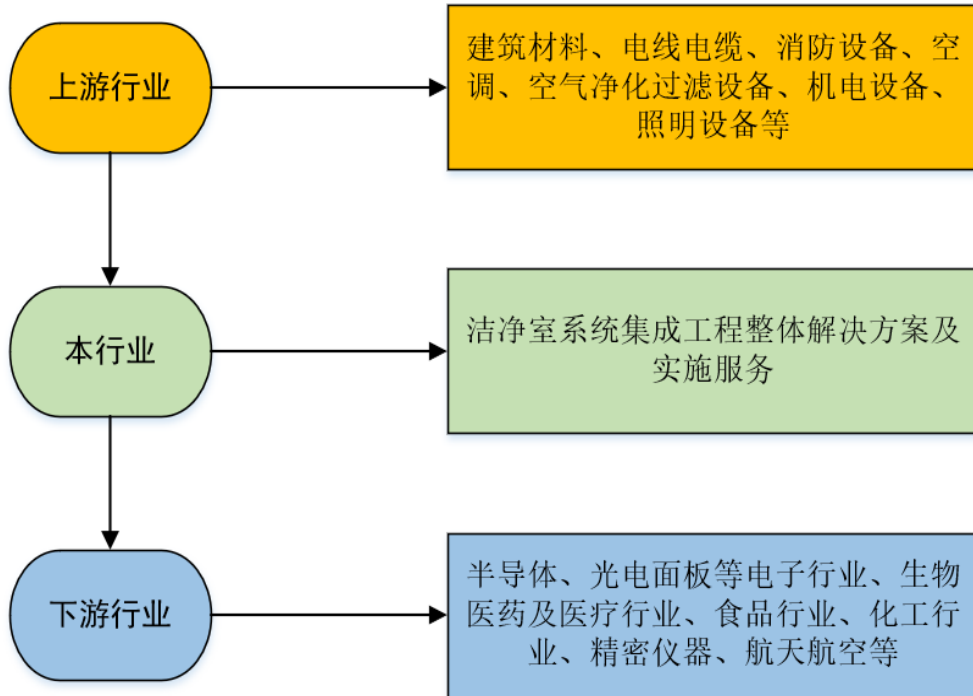 上游行业
建筑材料、电线电缆、消防设备、空
调、空气净化过滤设备、机电设备、
照明设备等
本行业
洁净室系统集成工程整体解决方案及
实施服务
下游行业
半导体、光电面板等电子行业、生物
医药及医疗行业、食品行业、化工行
业、精密仪器、航天航空等